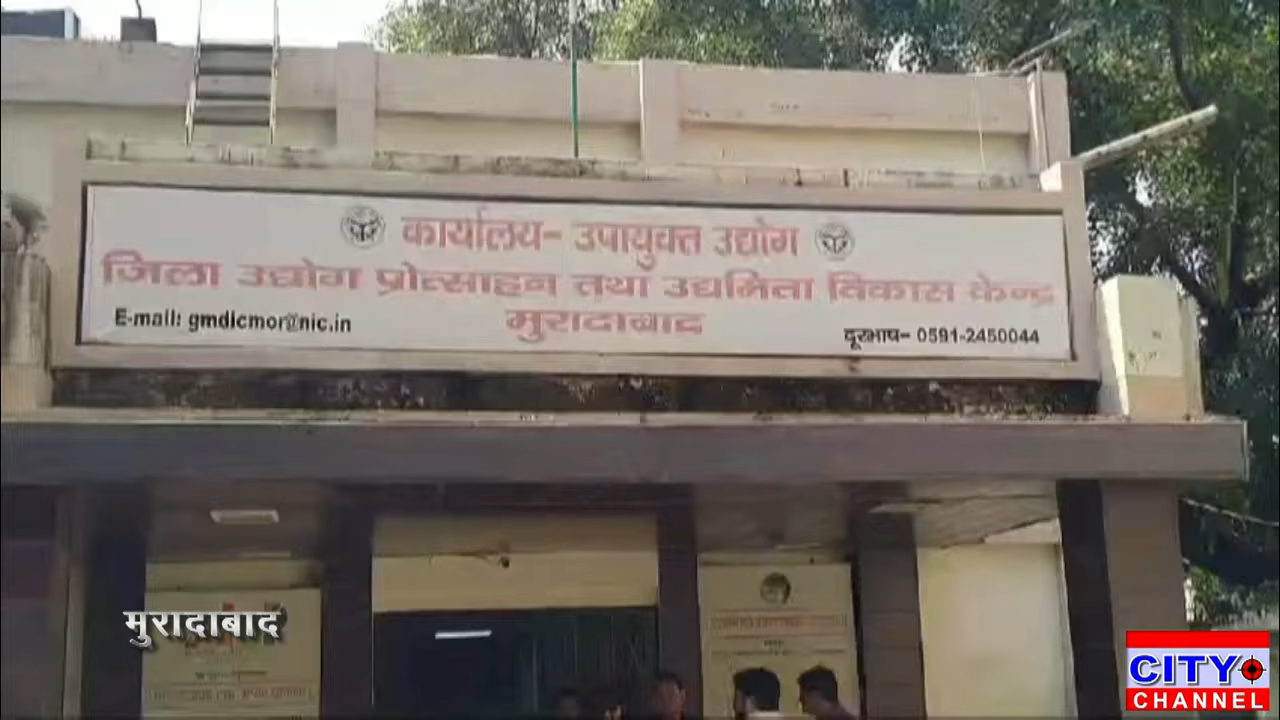 कार्यालय- उपायुक्त उद्योग
जिला उद्योग प्रोत्साहन तथा उद्यमिता विकास केन्द्र
मुरादाबाद
E-mail: gmdicmor@nic.in
दूरभाष- 0591-2450044
मुरादाबाद
CITY
CHANNEL